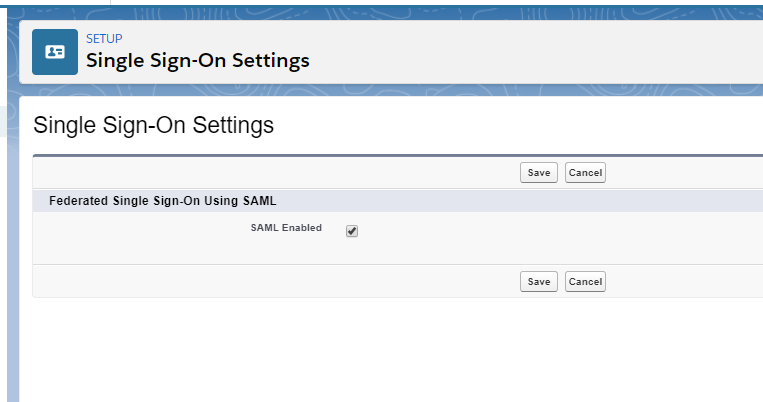 SETUP
Single Sign-On Settings
Single Sign-On Settings
Save Cancel
Federated Single Sign-On Using SAML
SAML Enabled
Save Cancel